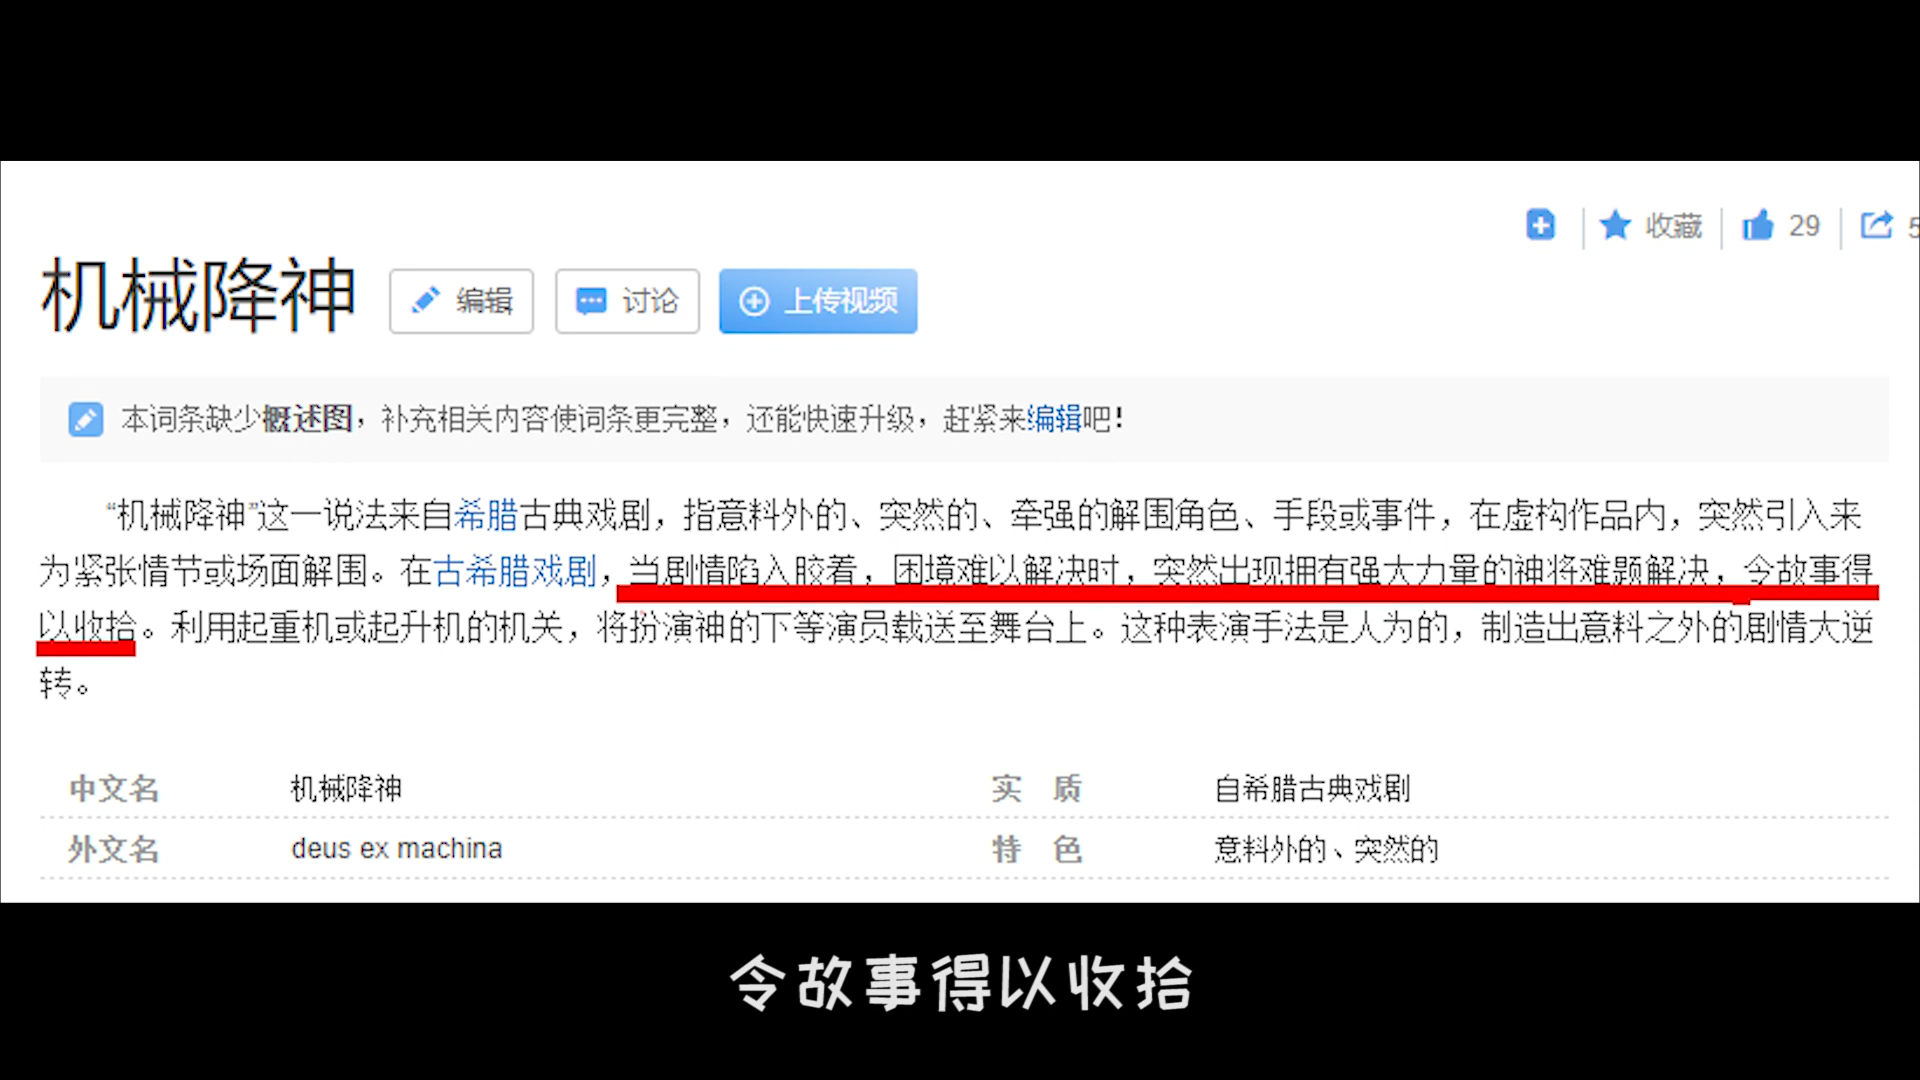 收藏 29 5
机械降神 编辑 讨论 上传视频
本词条缺少概述图，补充相关内容使词条更完整，还能快速升级，赶紧来编辑吧！
“机械降神”这一说法来自希腊古典戏剧，指意料外的、突然的、牵强的解围角色、手段或事件，在虚构作品内，突然引入来
为紧张情节或场面解围。在古希腊戏剧，当剧情陷入胶着，困境难以解决时，突然出现拥有强大力量的神将难题解决，令故事得
以收拾。利用起重机或起升机的机关，将扮演神的下等演员载送至舞台上。这种表演手法是人为的，制造出意料之外的剧情大逆
转。
中文名 机械降神 实 质 自希腊古典戏剧
外文名 deus ex machina 特 色 意料外的、突然的
令故事得以收拾